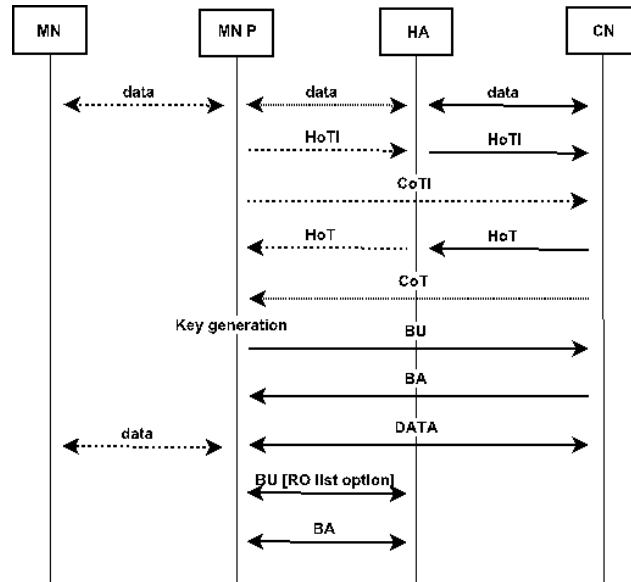 MN
MN P
HA
CN
data
data
data
HoTI
HoTI
CoTI
HoT
HoT
CoT
Key generation
BU
BA
DATA
data
BU [RO list option]
BA